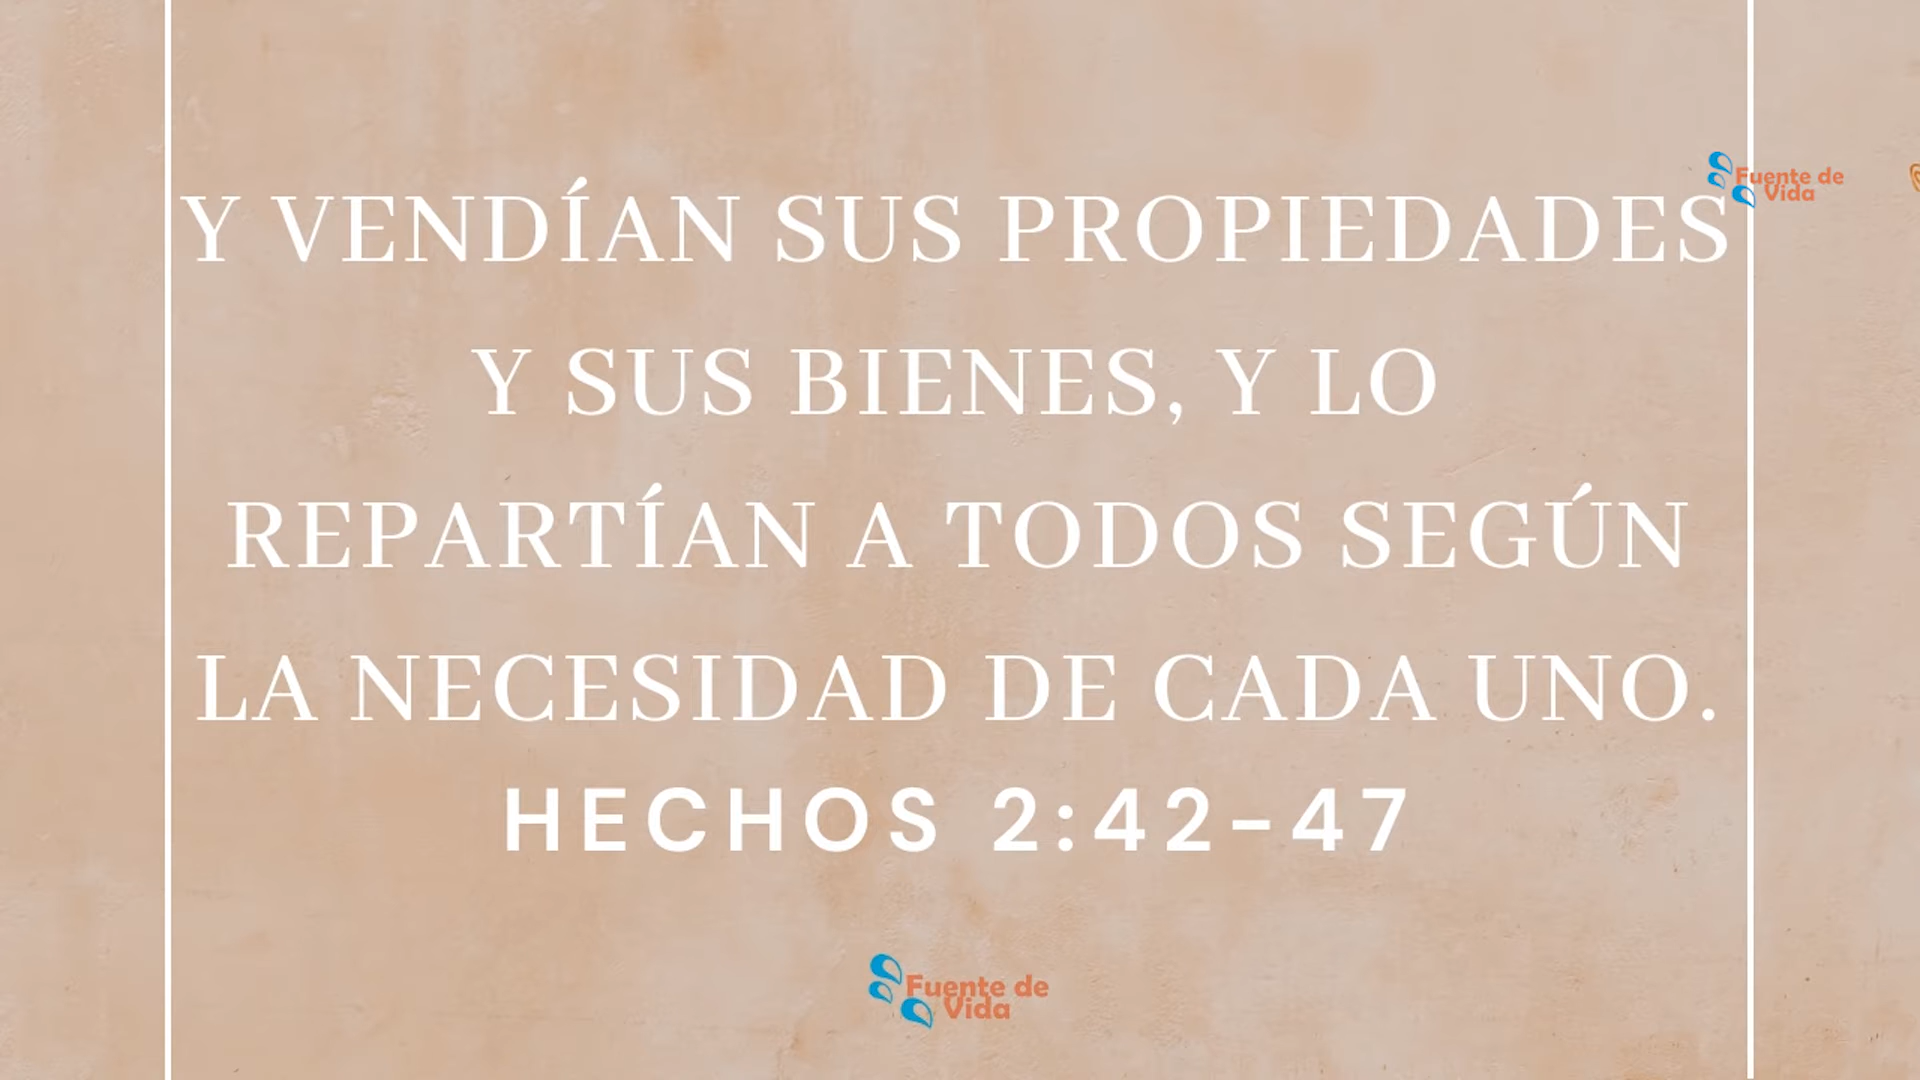 Fuente de
Vida
Y VENDÍAN SUS PROPIEDADES
Y SUS BIENES, Y LO
REPARTÍAN A TODOS SEGÚN
LA NECESIDAD DE CADA UNO.
HECHOS 2:42-47
Fuente de
Vida